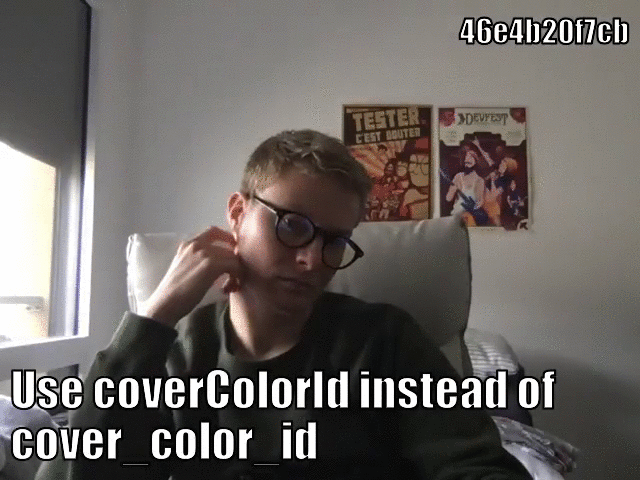 46e4b20f7cb
TESTER
C'EST DOUTER
DEVFEST
Use coverColorId instead of
cover_color_id